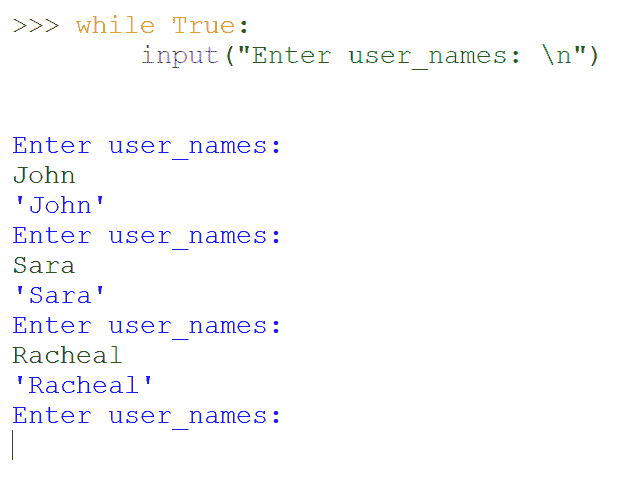 >>> while True:
        input("Enter user_names: \n")
Enter user_names:
John
'John'
Enter user_names:
Sara
'Sara'
Enter user_names:
Racheal
'Racheal'
Enter user_names: